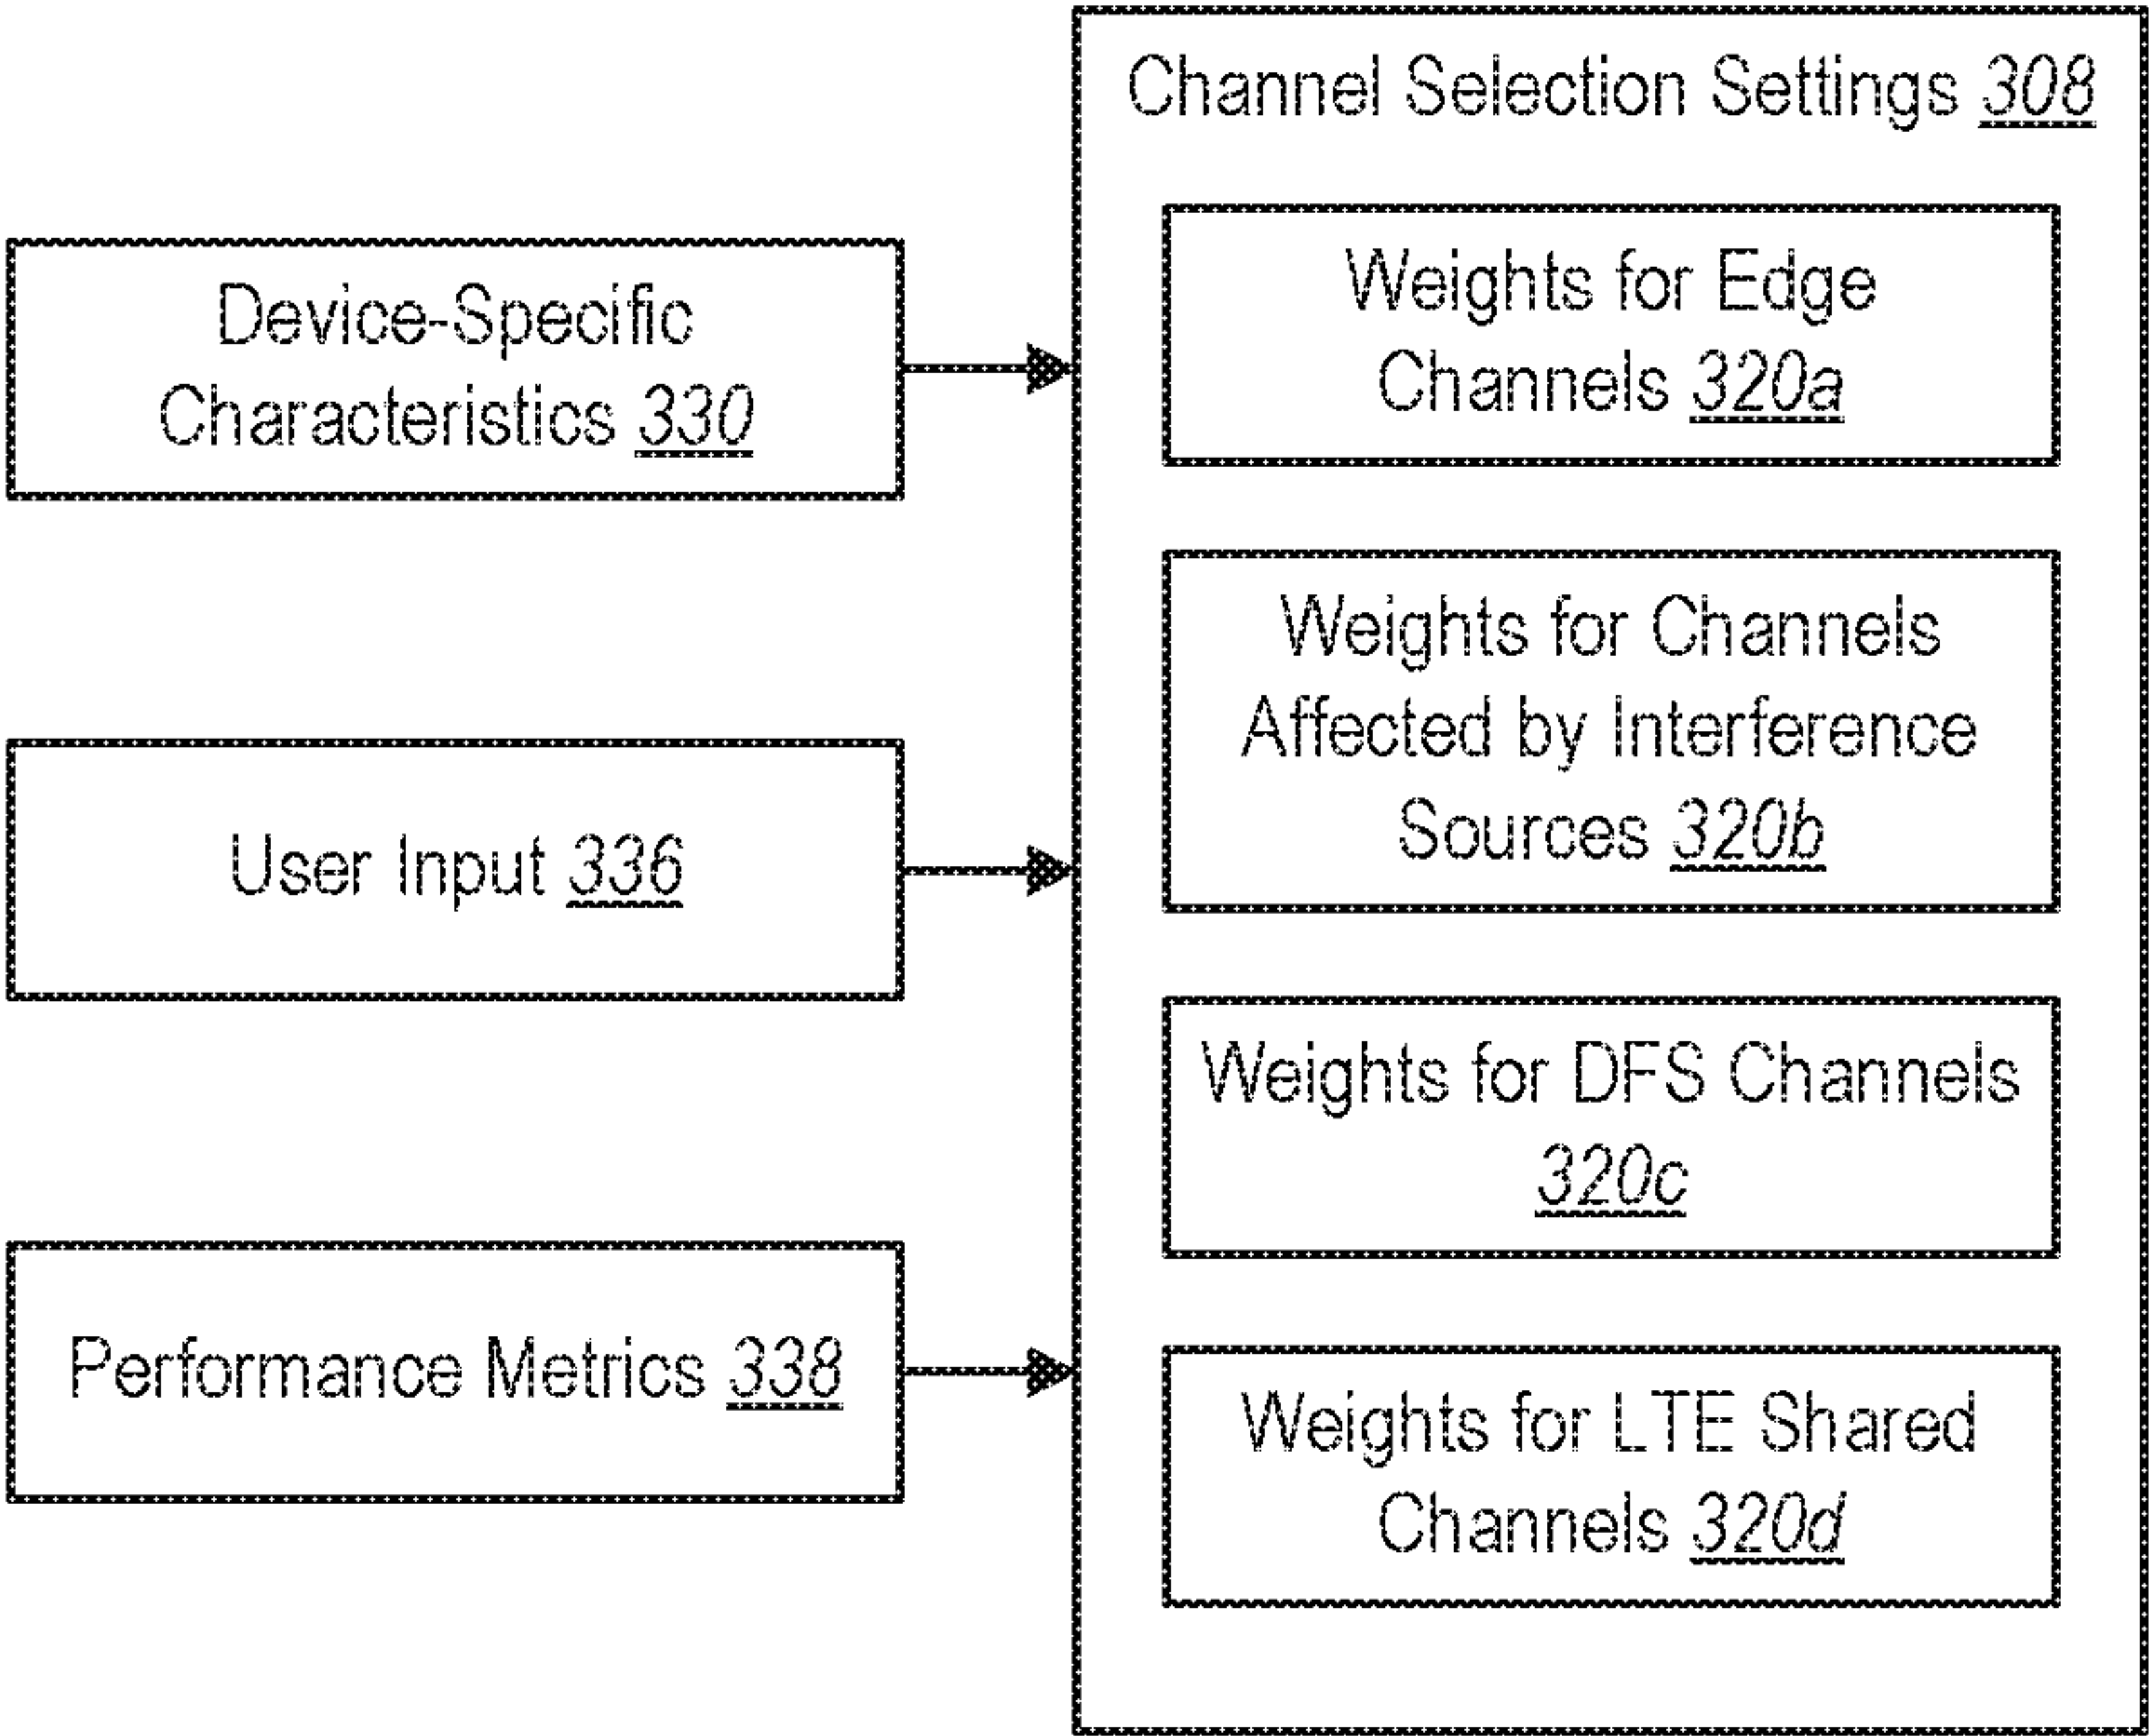 Channel Selection Settings 308
Device-Specific
Characteristics 330
User Input 336
Performance Metrics 338
Weights for Edge
Channels 320a
Weights for Channels
Affected by Interference
Sources 320b
Weights for DFS Channels
320c
Weights for LTE Shared
Channels 320d